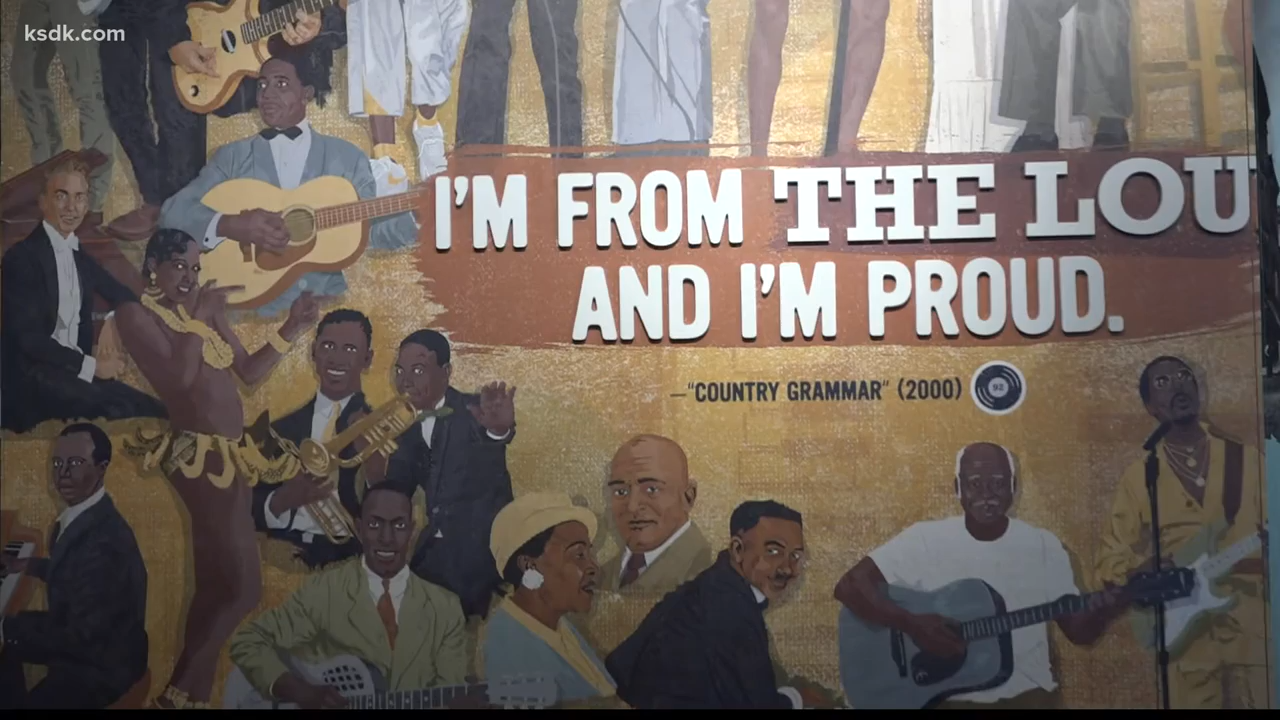 ksdk.com
I'M FROM THE LOU
AND I'M PROUD.
—"COUNTRY GRAMMAR" (2000)
92